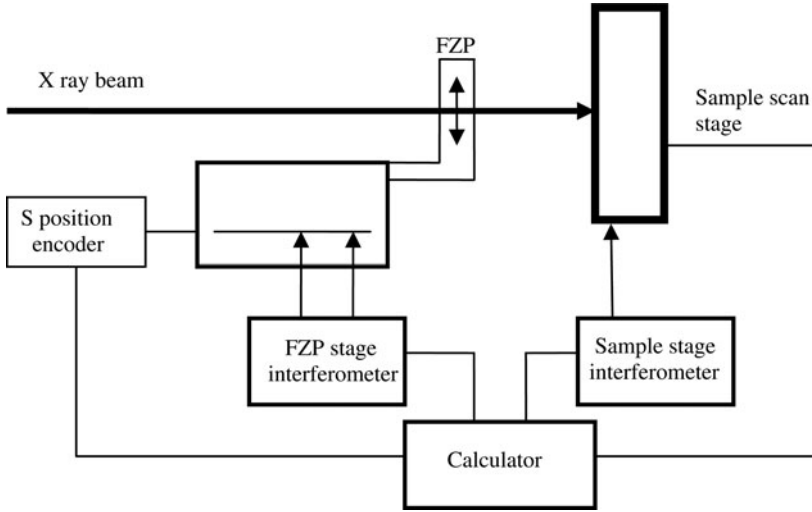 FZP
X ray beam
Sample scan
stage
S position
encoder
FZP stage
interferometer
Sample stage
interferometer
Calculator